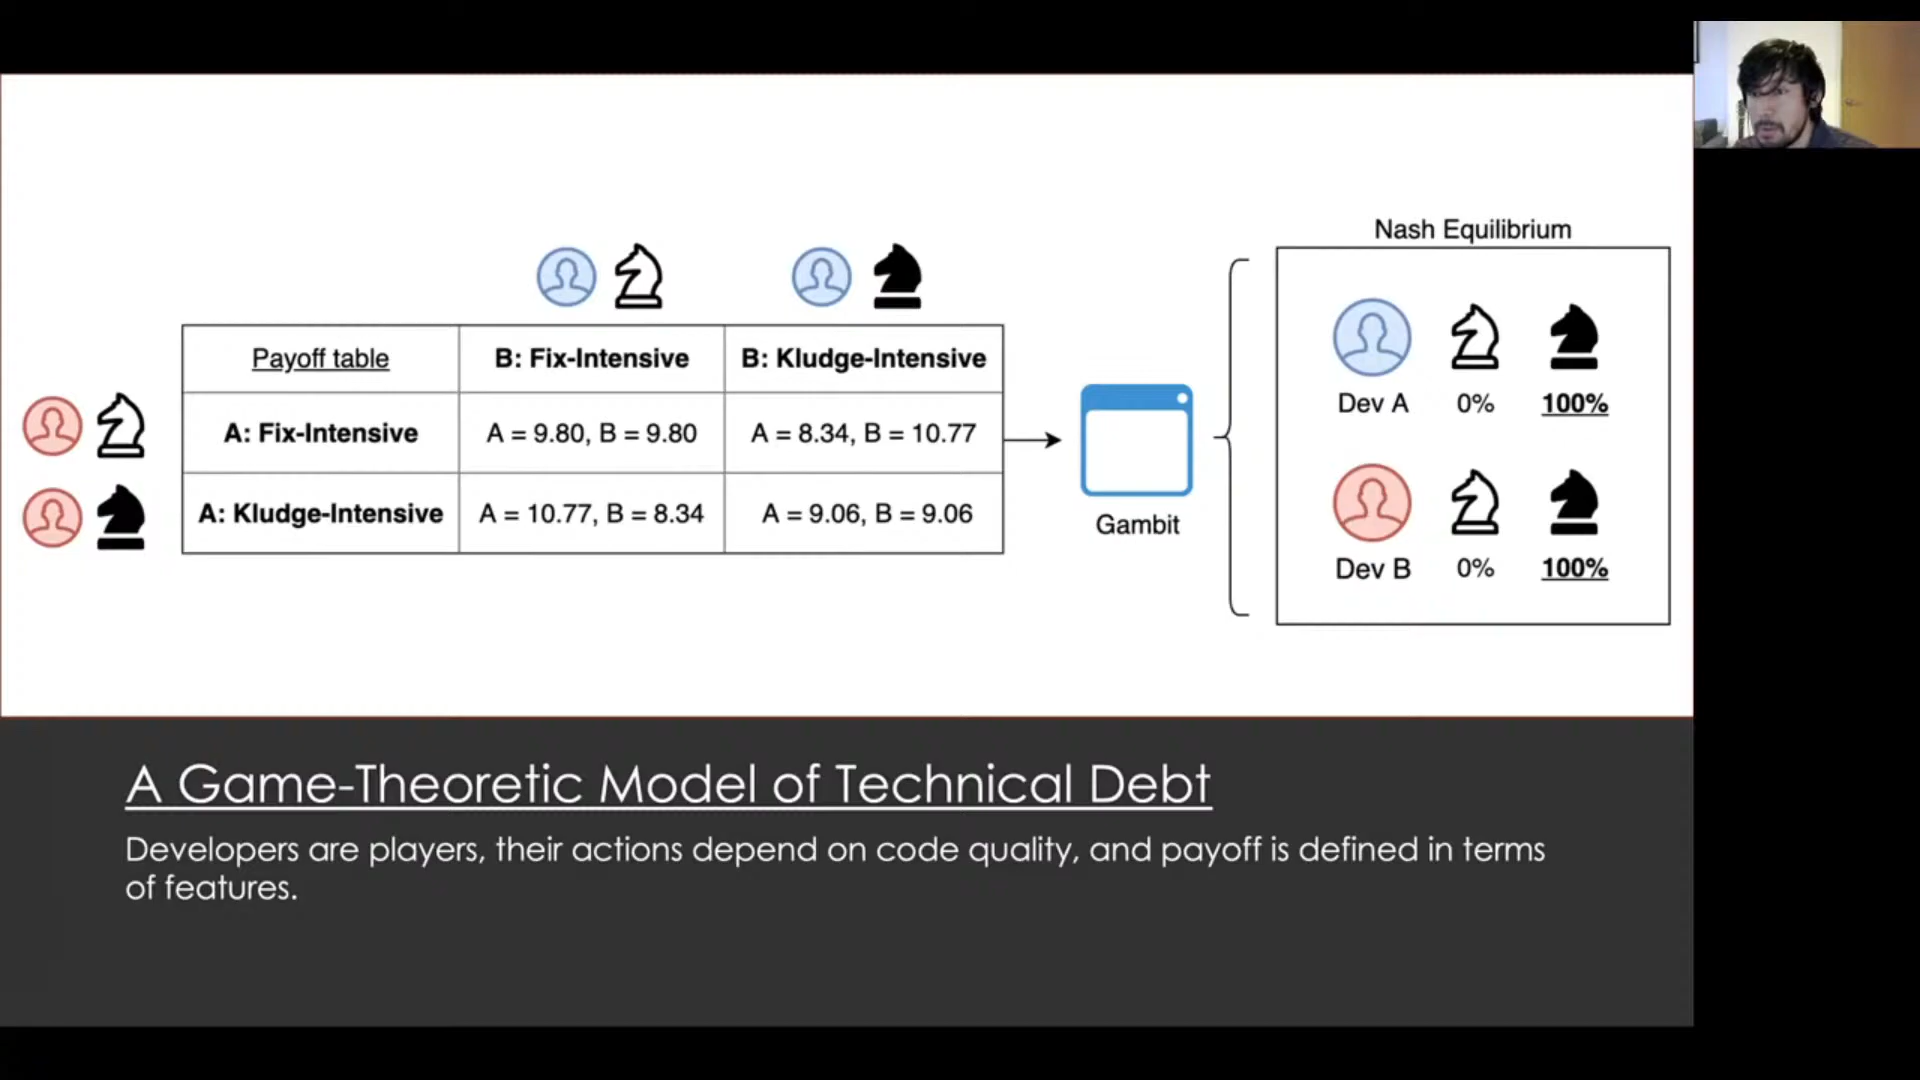 Nash Equilibrium
Payoff table
B: Fix-Intensive
B: Kludge-Intensive
A: Fix-Intensive
A = 9.80, B = 9.80
A = 8.34, B = 10.77
A: Kludge-Intensive
A = 10.77, B = 8.34
A = 9.06, B = 9.06
Gambit
Dev A
0%
100%
Dev B
0%
100%
A Game-Theoretic Model of Technical Debt
Developers are players, their actions depend on code quality, and payoff is defined in terms
of features.